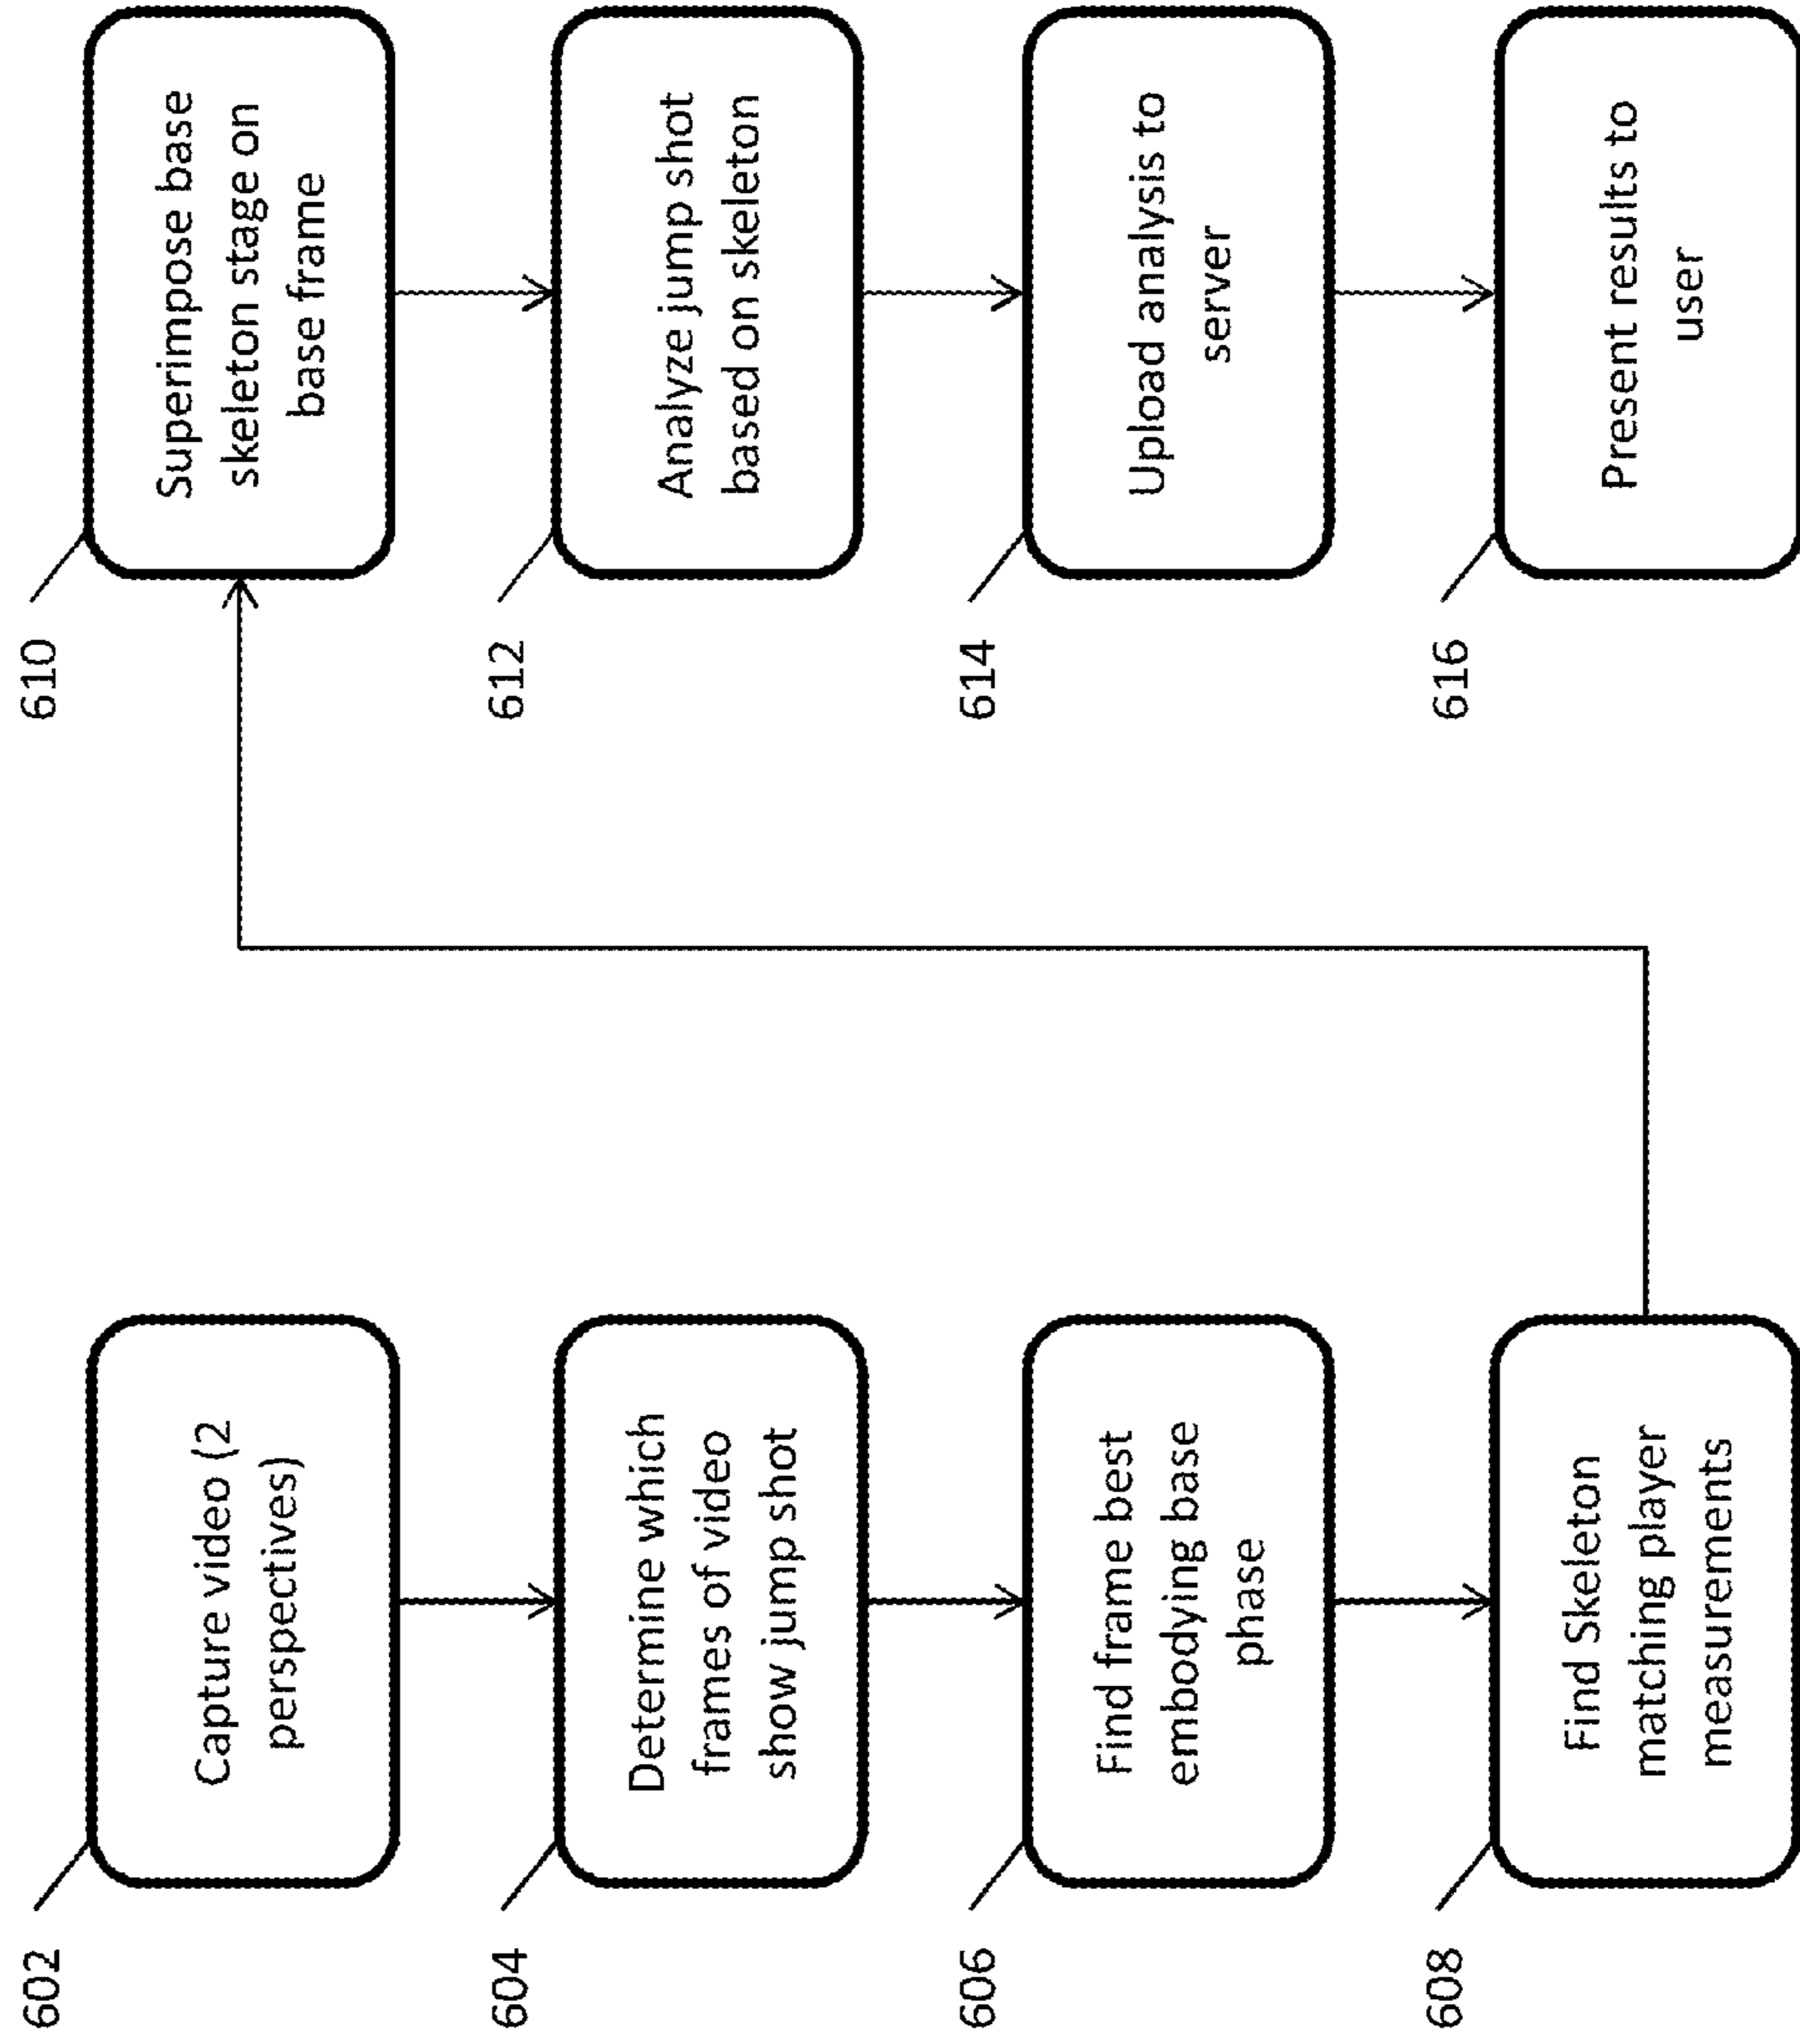 602
Capture video (2
perspectives)
604
Determine which
frames of video
show jump shot
606
Find frame best
embodying base
phase
608
Find Skeleton
matching player
measurements
610
Superimpose base
skeleton stage on
base frame
612
Analyze jump shot
based on skeleton
614
Upload analysis to
server
616
Present results to
user